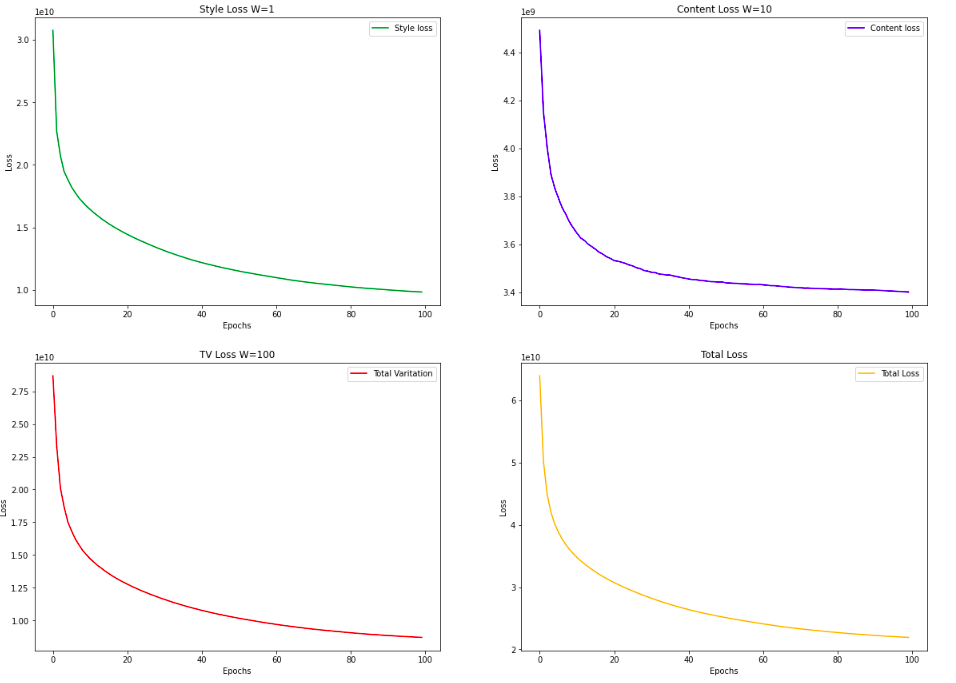 Style Loss W=1
1e10
Style loss
3.0
2.5
2.0
1.5
1.0
Loss
0 20 40 60 80 100
Epochs
Content Loss W=10
1e9
Content loss
4.4
4.2
4.0
3.8
3.6
3.4
Loss
0 20 40 60 80 100
Epochs
TV Loss W=100
1e10
Total Varitation
2.75
2.50
2.25
2.00
1.75
1.50
1.25
1.00
Loss
0 20 40 60 80 100
Epochs
Total Loss
1e10
Total Loss
6
5
4
3
2
Loss
0 20 40 60 80 100
Epochs